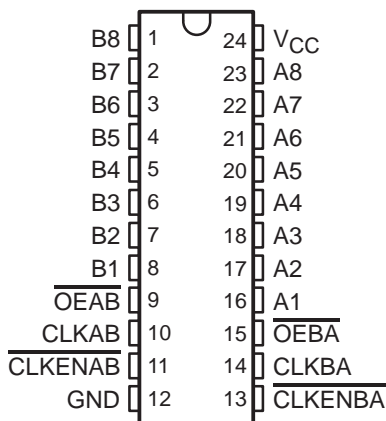 B8 1 24 VCC
B7 2 23 A8
B6 3 22 A7
B5 4 21 A6
B4 5 20 A5
B3 6 19 A4
B2 7 18 A3
B1 8 17 A2
OEAB 9 16 A1
CLKAB 10 15 OEBA
CLKENAB 11 14 CLKBA
GND 12 13 CLKENBA